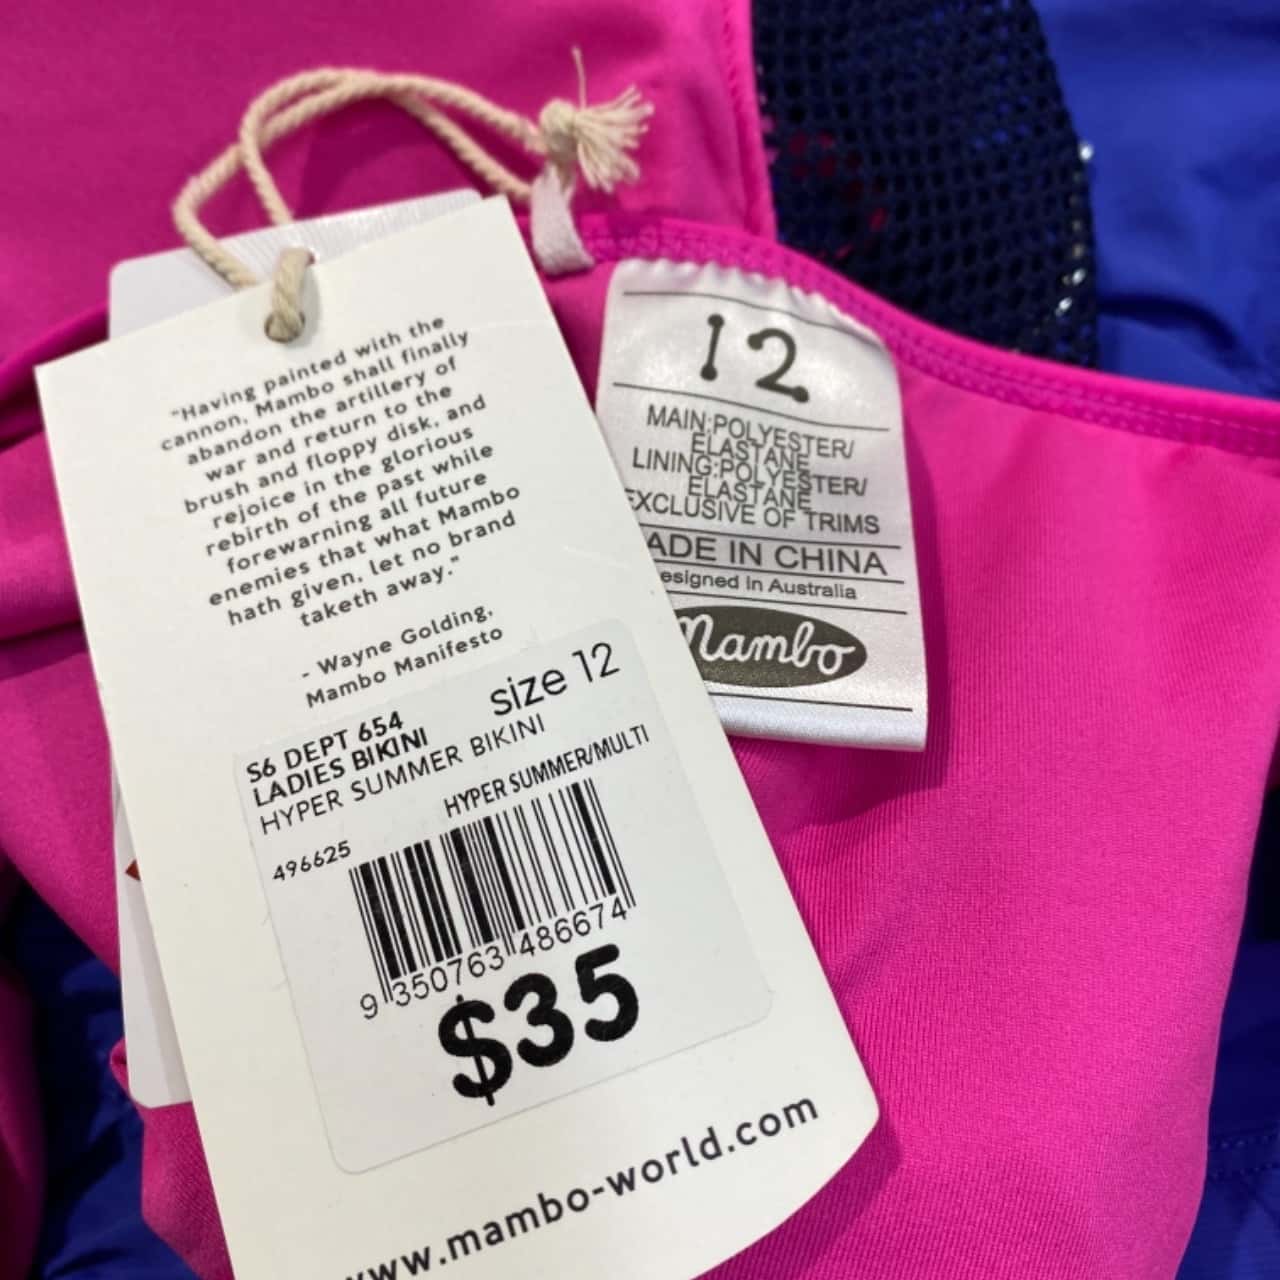 "Having painted with the
cannon, Mambo shall finally
abandon the artillery of
war and return to the
brush and floppy disk, and
rejoice in the glorious
rebirth of the past while
forewarning all future
enemies that what Mambo
hath given, let no brand
taketh away."
- Wayne Golding,
Mambo Manifesto
size 12
S6 DEPT 654
LADIES BIKINI
HYPER SUMMER BIKINI
HYPER SUMMER/MULTI
496625
9 350763 486674
$35
www.mambo-world.com
12
MAIN:POLYESTER/
ELASTANE
LINING:POLYESTER/
ELASTANE
EXCLUSIVE OF TRIMS
ADE IN CHINA
esigned In Australia
Mambo